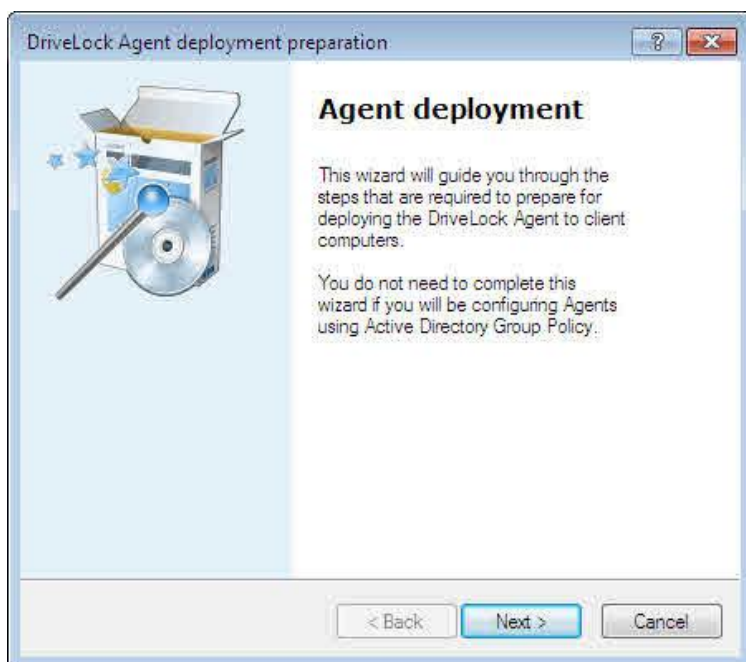 DriveLock Agent deployment preparation
?
Agent deployment
This wizard will guide you through the
steps that are required to prepare for
deploying the DriveLock Agent to client
computers.
You do not need to complete this
wizard if you will be configuring Agents
using Active Directory Group Policy.
< Back
Next >
Cancel